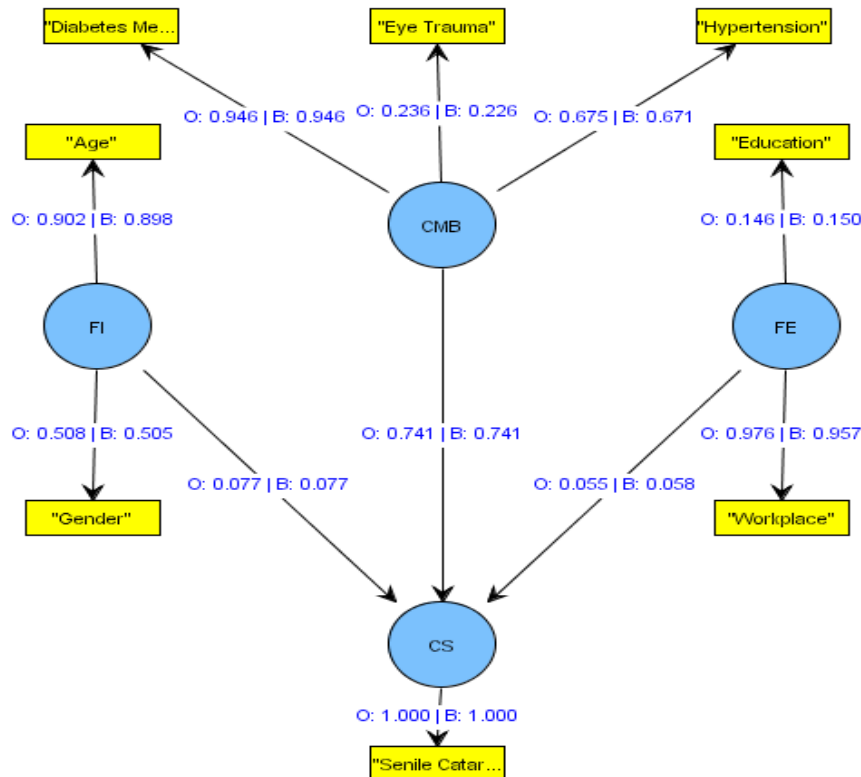 "Diabetes Me...
"Eye Trauma"
"Hypertension"
O: 0.946 | B: 0.946
O: 0.236 | B: 0.226
O: 0.675 | B: 0.671
"Age"
"Education"
O: 0.902 | B: 0.898
CMB
O: 0.146 | B: 0.150
FI
FE
O: 0.508 | B: 0.505
O: 0.741 | B: 0.741
O: 0.976 | B: 0.957
O: 0.077 | B: 0.077
O: 0.055 | B: 0.058
"Gender"
"Workplace"
CS
O: 1.000 | B: 1.000
"Senile Catar...